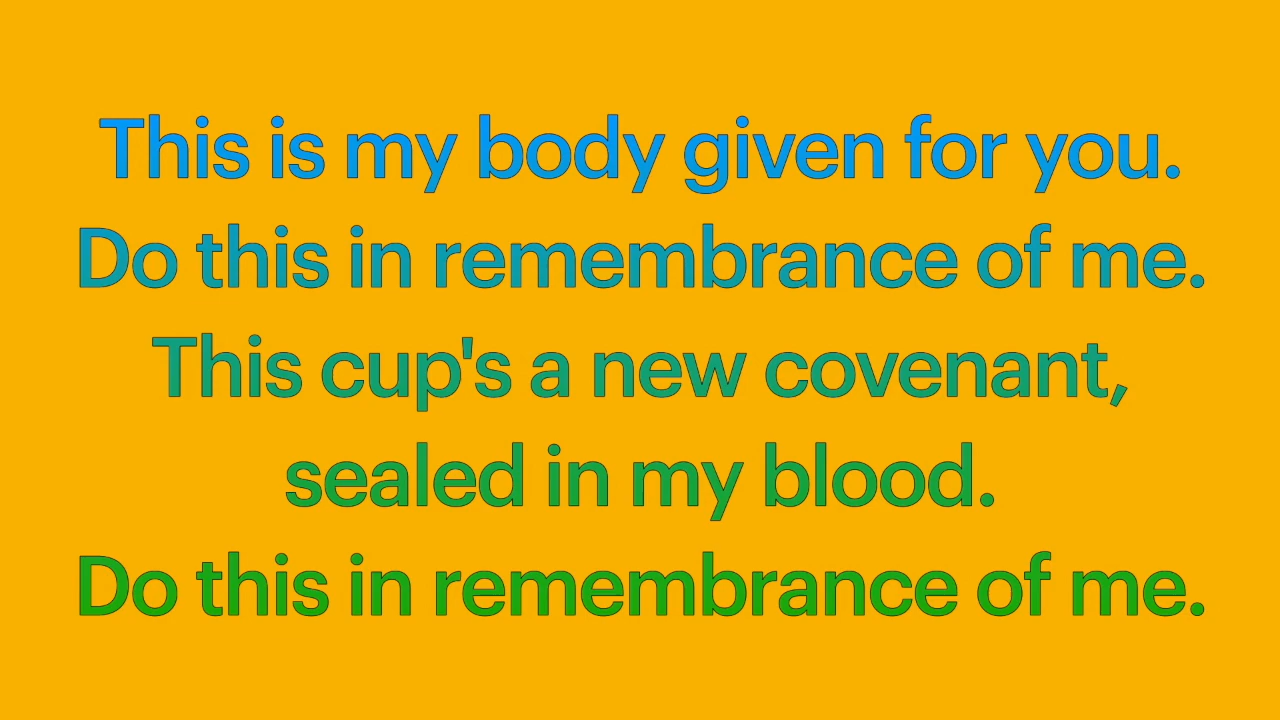 This is my body given for you.
Do this in remembrance of me.
This cup's a new covenant,
sealed in my blood.
Do this in remembrance of me.